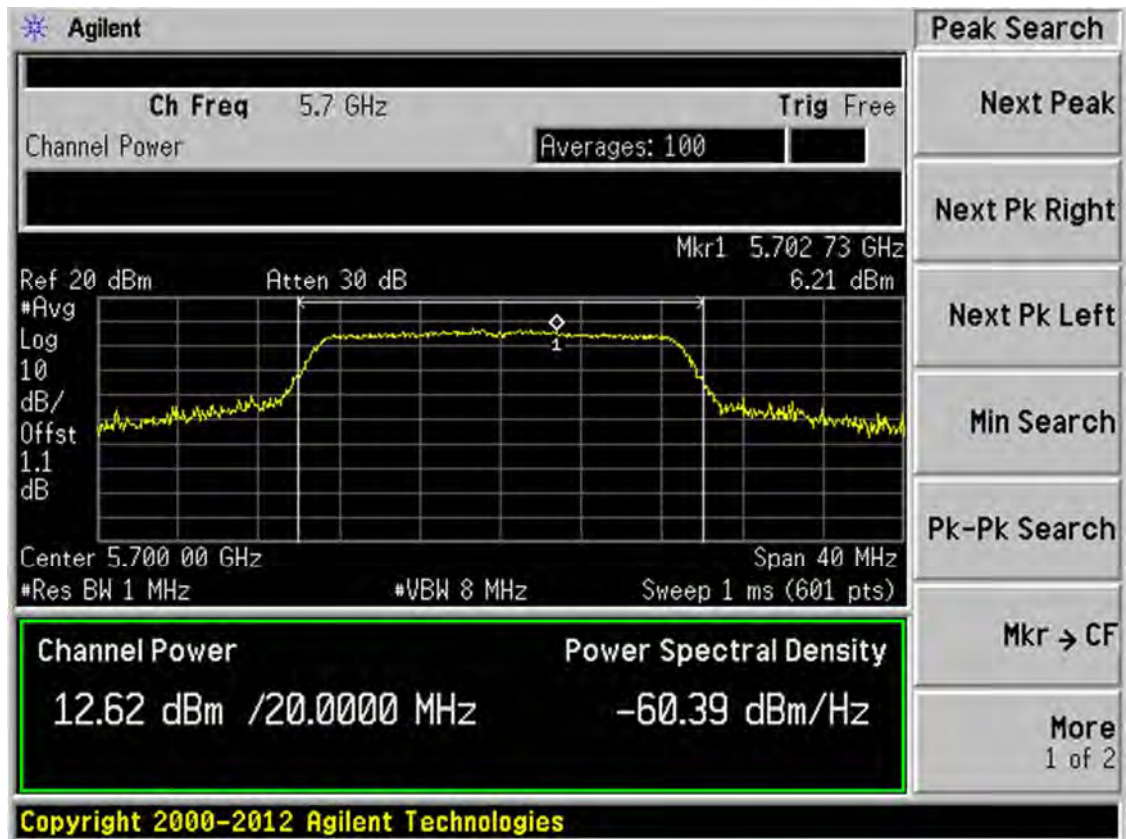 Agilent
Peak Search
Ch Freq 5.7 GHz Trig Free
Channel Power Averages: 100
Mkr1 5.702 73 GHz
Ref 20 dBm Atten 30 dB 6.21 dBm
#Avg
Log
10
dB/
Offst
1.1
dB
1
Center 5.700 00 GHz Span 40 MHz
#Res BW 1 MHz #VBW 8 MHz Sweep 1 ms (601 pts)
Channel Power Power Spectral Density
12.62 dBm /20.0000 MHz -60.39 dBm/Hz
Copyright 2000-2012 Agilent Technologies
Next Peak
Next Pk Right
Next Pk Left
Min Search
Pk-Pk Search
Mkr → CF
More
1 of 2